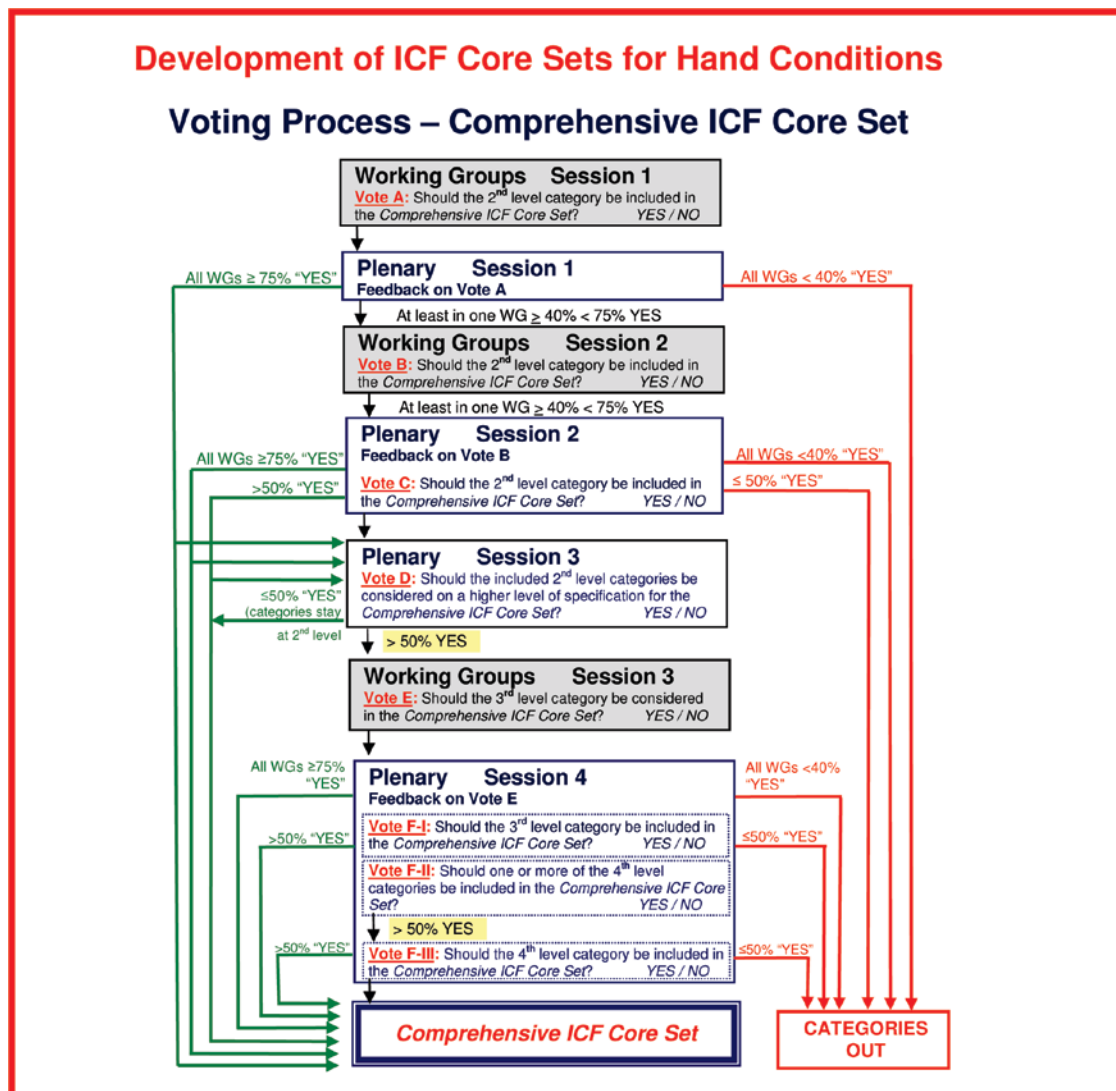 Development of ICF Core Sets for Hand Conditions
Voting Process – Comprehensive ICF Core Set
Working Groups Session 1
Vote A: Should the 2nd level category be included in
the Comprehensive ICF Core Set? YES / NO
All WGs ≥ 75% “YES”
Plenary Session 1
Feedback on Vote A
All WGs < 40% “YES”
At least in one WG ≥ 40% < 75% YES
Working Groups Session 2
Vote B: Should the 2nd level category be included in
the Comprehensive ICF Core Set? YES / NO
At least in one WG ≥ 40% < 75% YES
All WGs ≥75% “YES”
>50% “YES”
Plenary Session 2
Feedback on Vote B
Vote C: Should the 2nd level category be included in
the Comprehensive ICF Core Set? YES / NO
All WGs <40% “YES”
≤ 50% “YES”
Plenary Session 3
Vote D: Should the included 2nd level categories be
considered on a higher level of specification for the
Comprehensive ICF Core Set? YES / NO
≤50% “YES”
(categories stay
at 2nd level
> 50% YES
Working Groups Session 3
Vote E: Should the 3rd level category be considered
in the Comprehensive ICF Core Set? YES / NO
All WGs ≥75%
“YES”
Plenary Session 4
Feedback on Vote E
All WGs <40%
“YES”
>50% “YES”
Vote F-I: Should the 3rd level category be included in
the Comprehensive ICF Core Set? YES / NO
≤50% “YES”
Vote F-II: Should one or more of the 4th level
categories be included in the Comprehensive ICF Core
Set? YES / NO
> 50% YES
>50% “YES”
Vote F-III: Should the 4th level category be included in
the Comprehensive ICF Core Set? YES / NO
≤50% “YES”
Comprehensive ICF Core Set
CATEGORIES
OUT